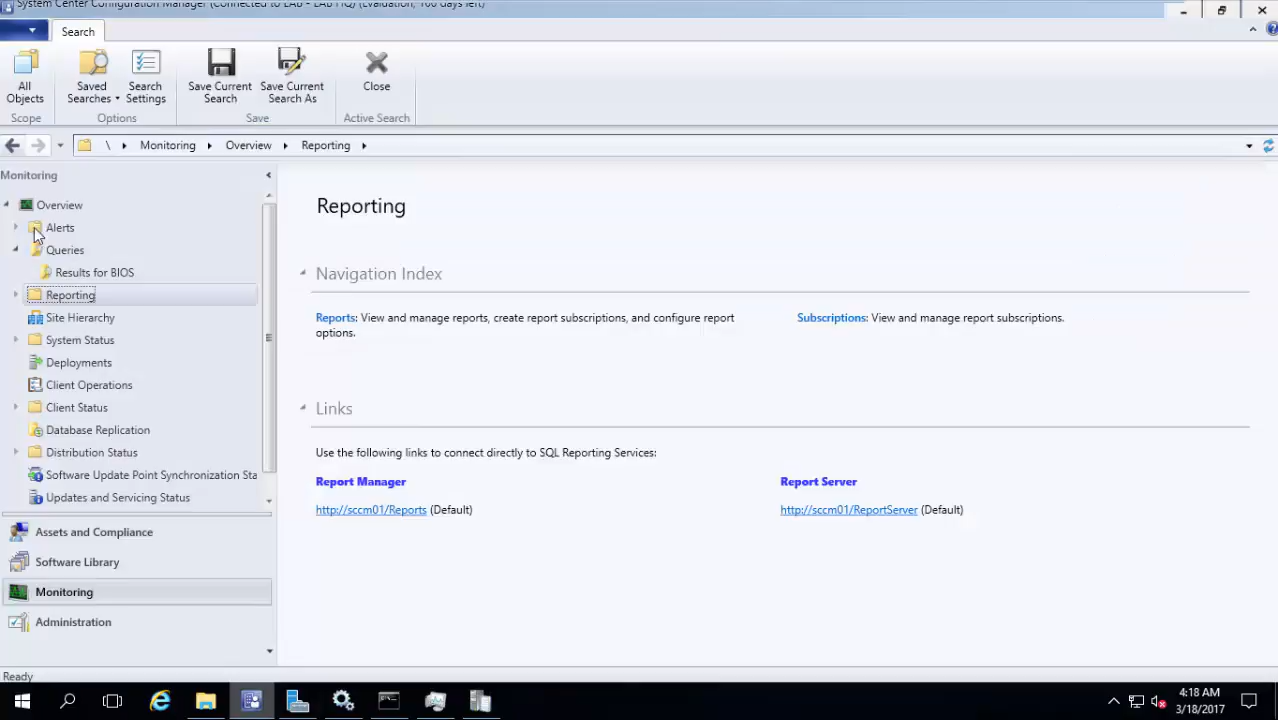 System Center Configuration Manager (Connected to LAB - LAB HQ) (Evaluation, 160 days left)
Search
All Objects
Saved Searches
Search Settings
Save Current Search
Save Current Search As
Close
Scope
Options
Save
Active Search
\ Monitoring Overview Reporting
Monitoring
Overview
Alerts
Queries
Results for BIOS
Reporting
Site Hierarchy
System Status
Deployments
Client Operations
Client Status
Database Replication
Distribution Status
Software Update Point Synchronization Sta
Updates and Servicing Status
Assets and Compliance
Software Library
Monitoring
Administration
Reporting
Navigation Index
Reports: View and manage reports, create report subscriptions, and configure report
options.
Subscriptions: View and manage report subscriptions.
Links
Use the following links to connect directly to SQL Reporting Services:
Report Manager
http://sccm01/Reports (Default)
Report Server
http://sccm01/ReportServer (Default)
Ready
4:18 AM
3/18/2017